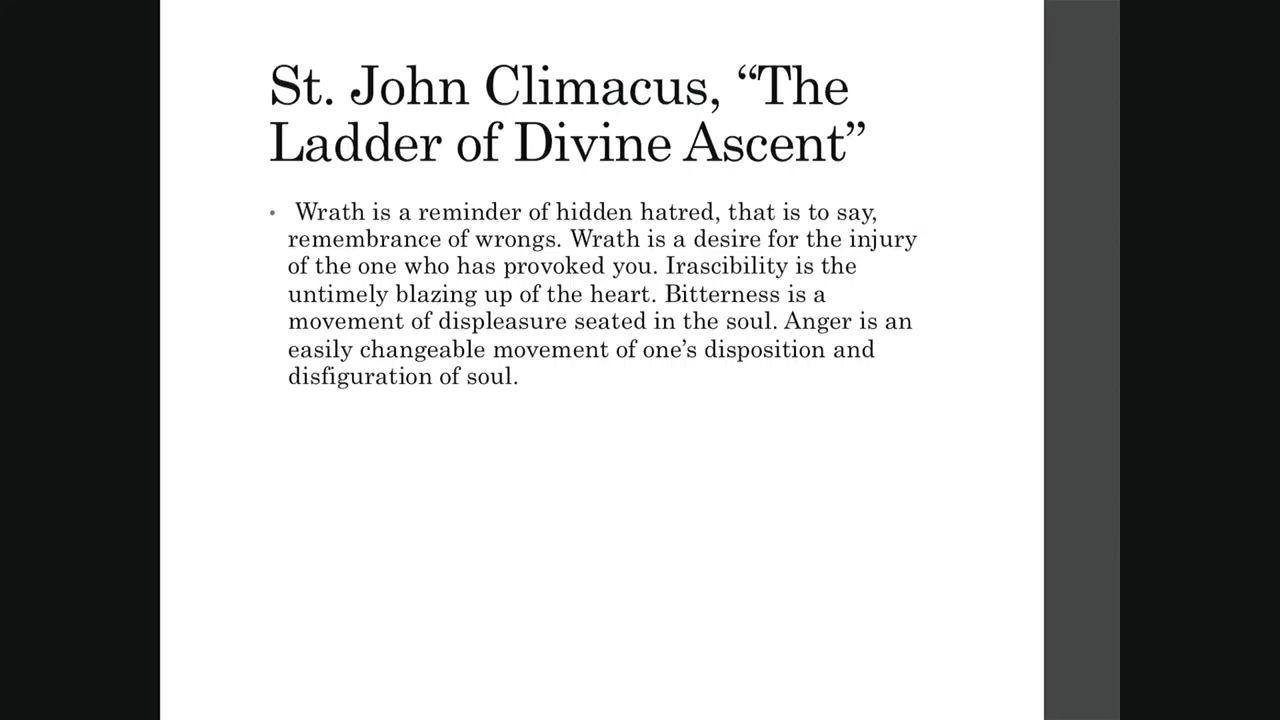 St. John Climacus, “The
Ladder of Divine Ascent”
• Wrath is a reminder of hidden hatred, that is to say,
remembrance of wrongs. Wrath is a desire for the injury
of the one who has provoked you. Irascibility is the
untimely blazing up of the heart. Bitterness is a
movement of displeasure seated in the soul. Anger is an
easily changeable movement of one’s disposition and
disfiguration of soul.